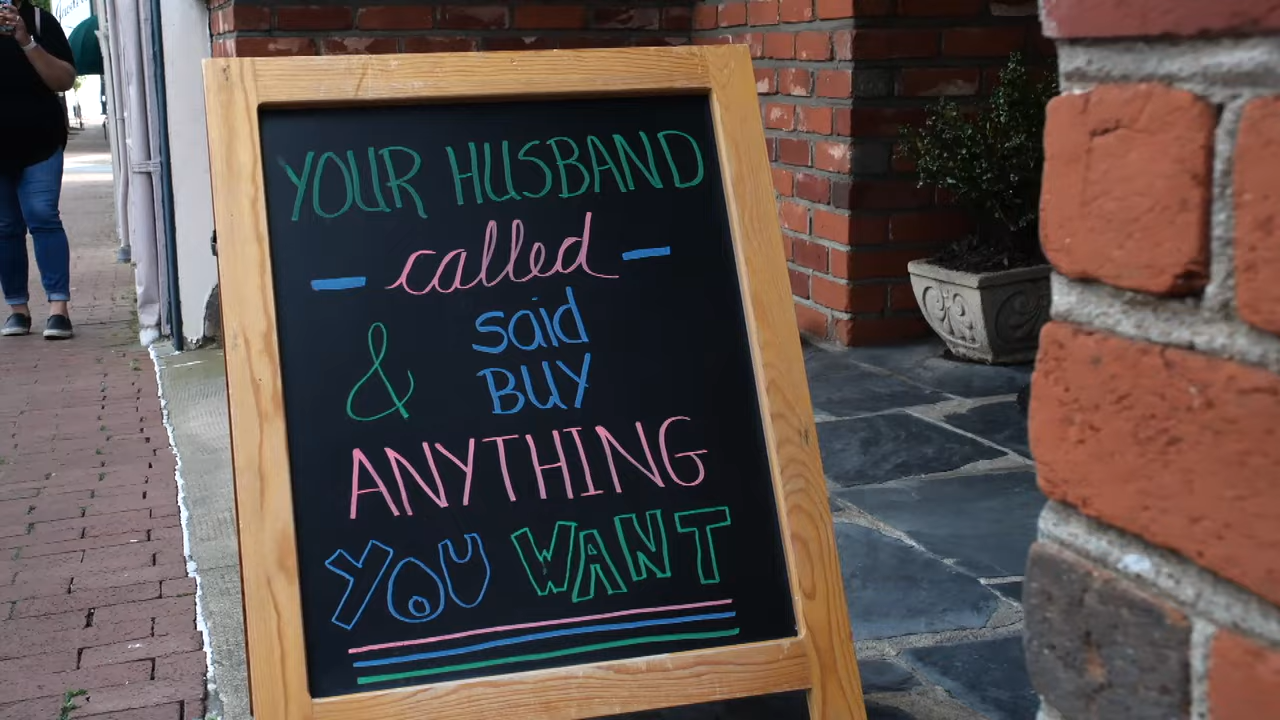 YOUR HUSBAND
- called -
& said
BUY
ANYTHING
YOU WANT